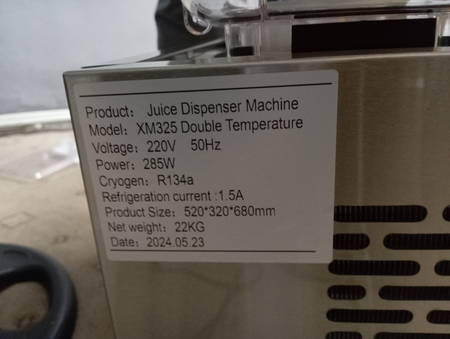 Product: Juice Dispenser Machine
Model: XM325 Double Temperature
Voltage: 220V 50Hz
Power: 285W
Cryogen: R134a
Refrigeration current :1.5A
Product Size: 520*320*680mm
Net weight: 22KG
Date: 2024.05.23